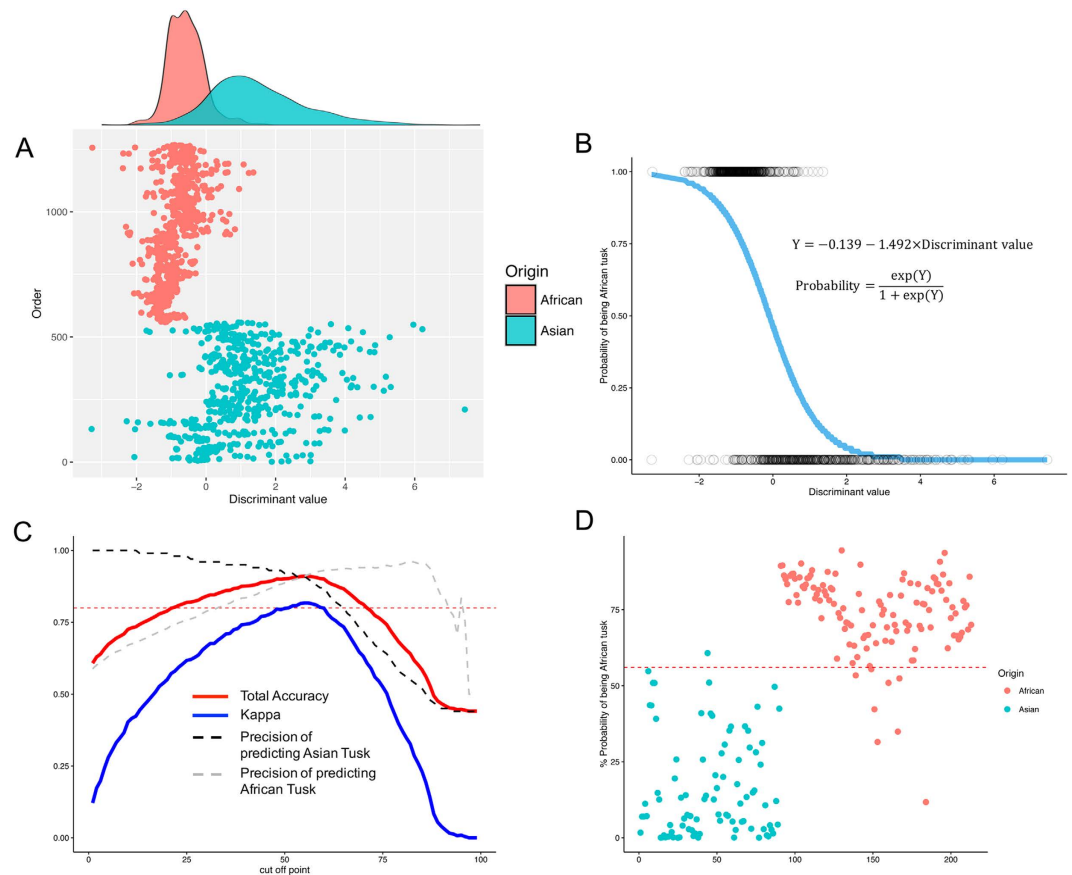 A
Order
1000
500
0
-2
0
2
4
6
Discriminant value
Origin
African
Asian
B
Probability of being African tusk
1.00
0.75
0.50
0.25
0.00
Y = −0.139 − 1.492×Discriminant value
Probability = exp(Y)
1 + exp(Y)
−2
0
2
4
6
Discriminant value
C
1.00
0.75
0.50
0.25
0.00
Total Accuracy
Kappa
Precision of
predicting Asian Tusk
Precision of predicting
African Tusk
0
25
50
75
100
cut off point
D
% Probability of being African tusk
75
50
25
0
0
50
100
150
200
Origin
African
Asian